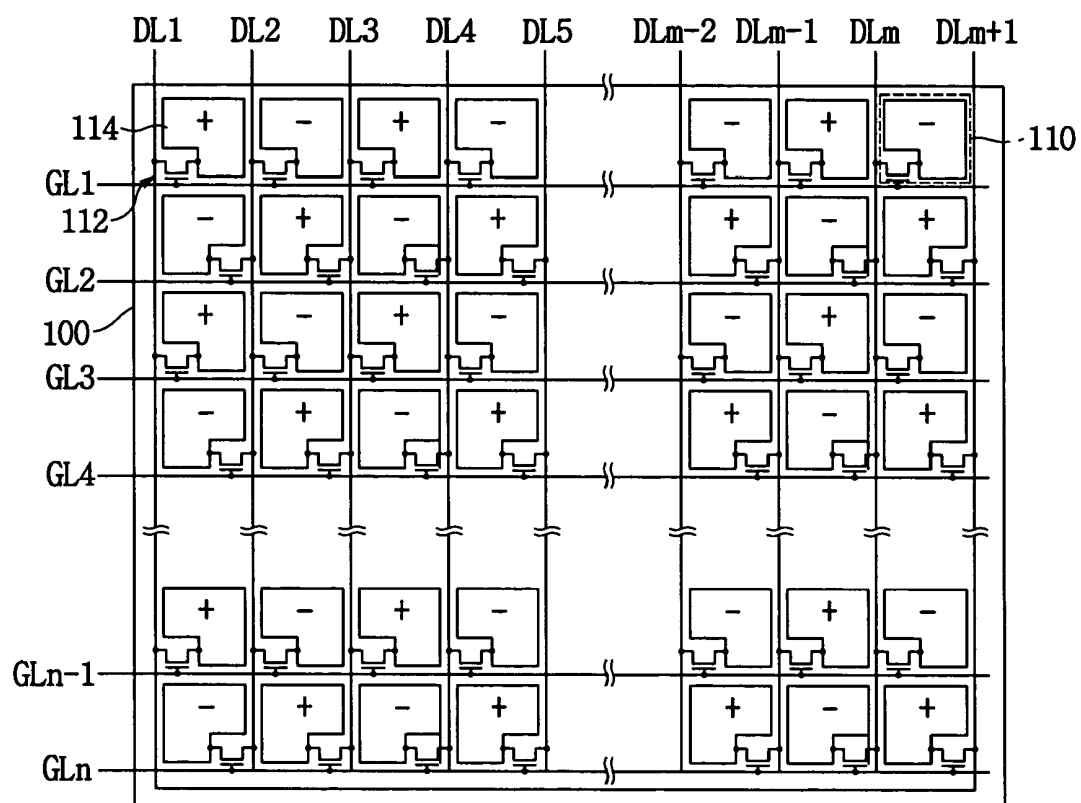 DL1 DL2 DL3 DL4 DL5 DLm-2 DLm-1 DLm DLm+1
114 + - + - - + - 110
GL1
112 - + - + + - +
GL2
100 + - + - - + -
GL3
- + - + + - +
GL4
+ - + - - + -
GLn-1
- + - + + - +
GLn